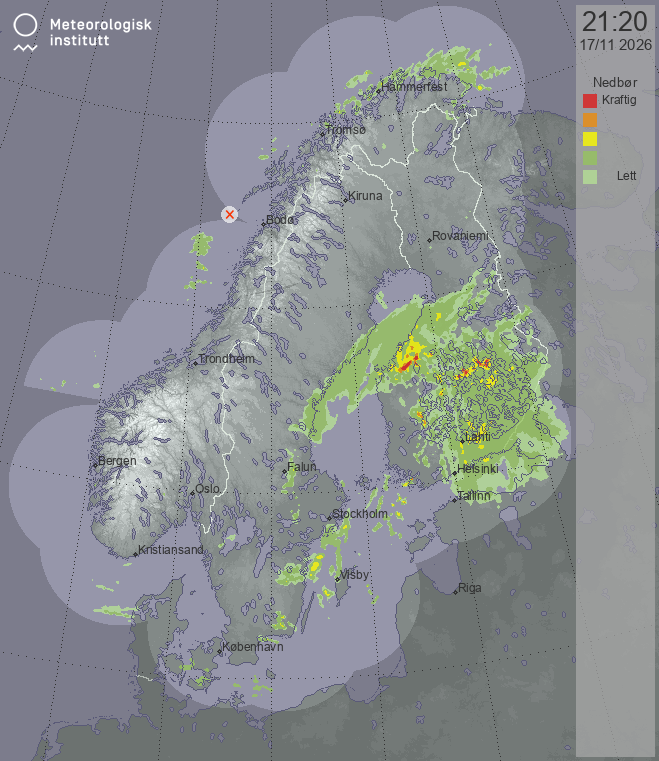 Meteorologisk
institutt
21:20
17/11 2026
Nedbør
Kraftig
Lett
Hammerfest
Tromsø
Kiruna
Bodø
Rovaniemi
Trondheim
Lahti
Bergen
Falun
Helsinki
Oslo
Tallinn
Stockholm
Kristiansand
Visby
Riga
København